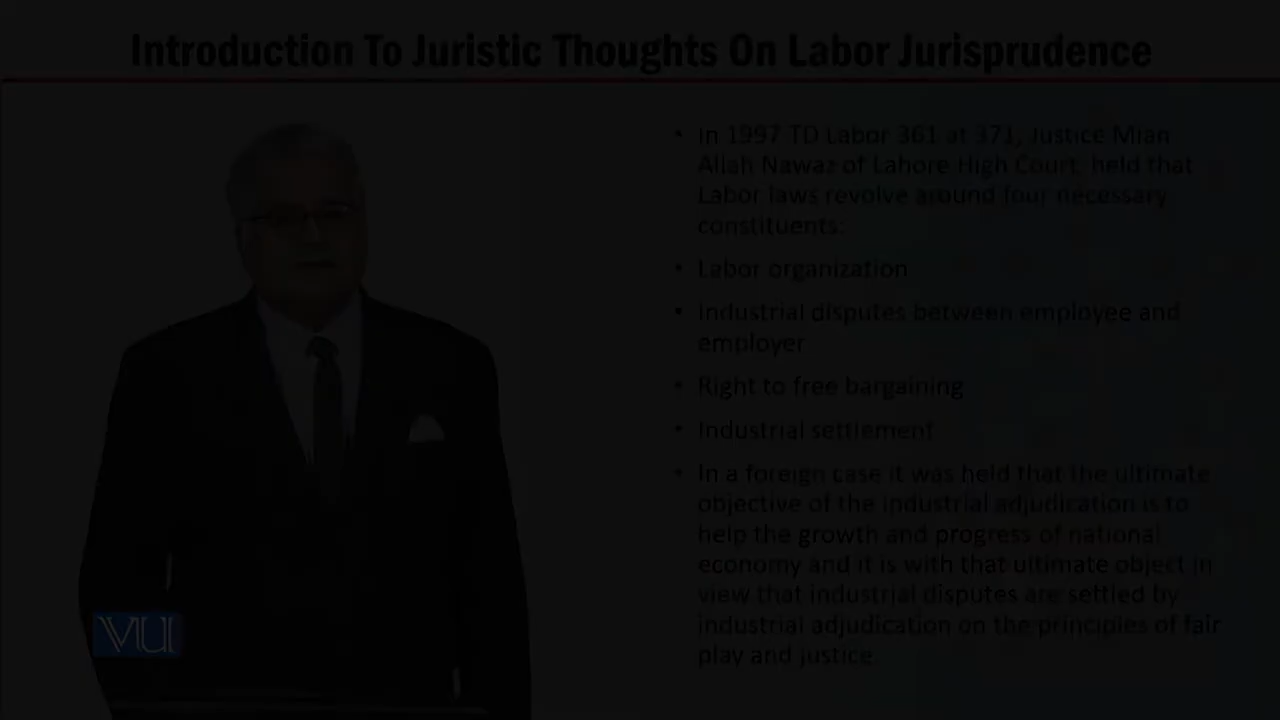 Introduction To Juristic Thoughts On Labor Jurisprudence
• In 1997 TD Labor 361 at 371, Justice Mian
Allah Nawaz of Lahore High Court, held that
Labor laws revolve around four necessary
constituents:
• Labor organization
• Industrial disputes between employee and
employer
• Right to free bargaining
• Industrial settlement
• In a foreign case it was held that the ultimate
objective of the industrial adjudication is to
help the growth and progress of national
economy and it is with that ultimate object in
view that industrial disputes are settled by
industrial adjudication on the principles of fair
play and justice.
VU